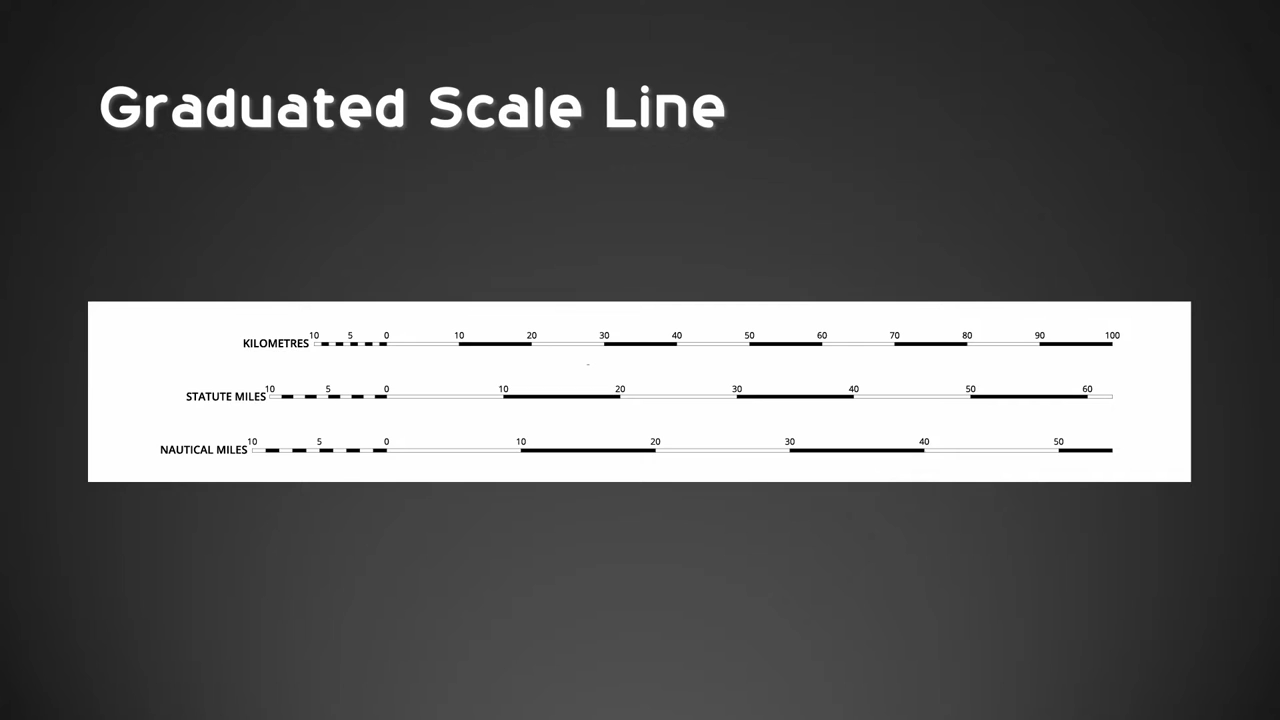 Graduated Scale Line
10 5 0 10 20 30 40 50 60 70 80 90 100
KILOMETRES
10 5 0 10 20 30 40 50 60
STATUTE MILES
10 5 0 10 20 30 40 50
NAUTICAL MILES